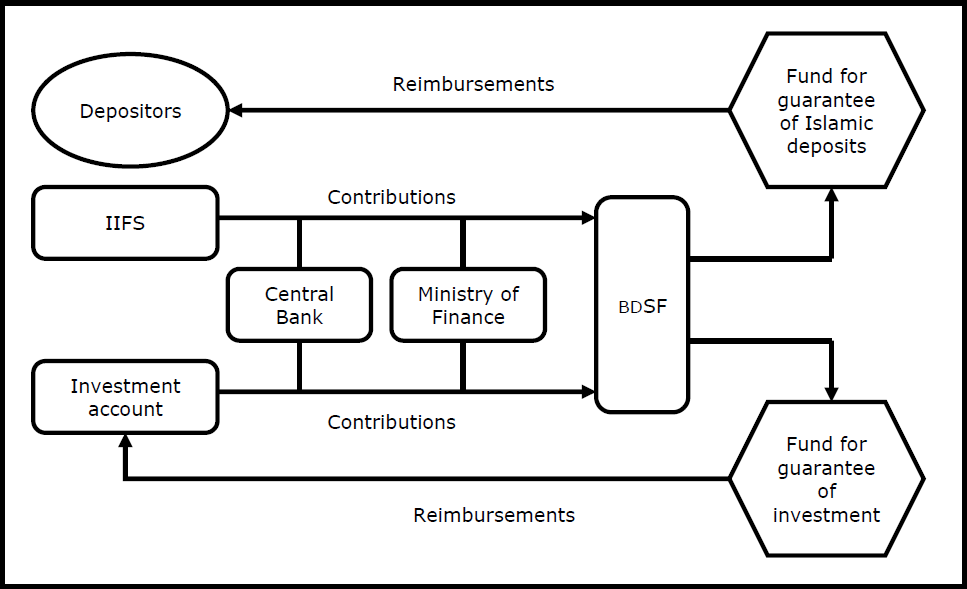 Reimbursements
Depositors
Fund for
guarantee
of Islamic
deposits
IIFS
Contributions
Central
Bank
Ministry of
Finance
BDSF
Investment
account
Contributions
Fund for
guarantee
of
investment
Reimbursements